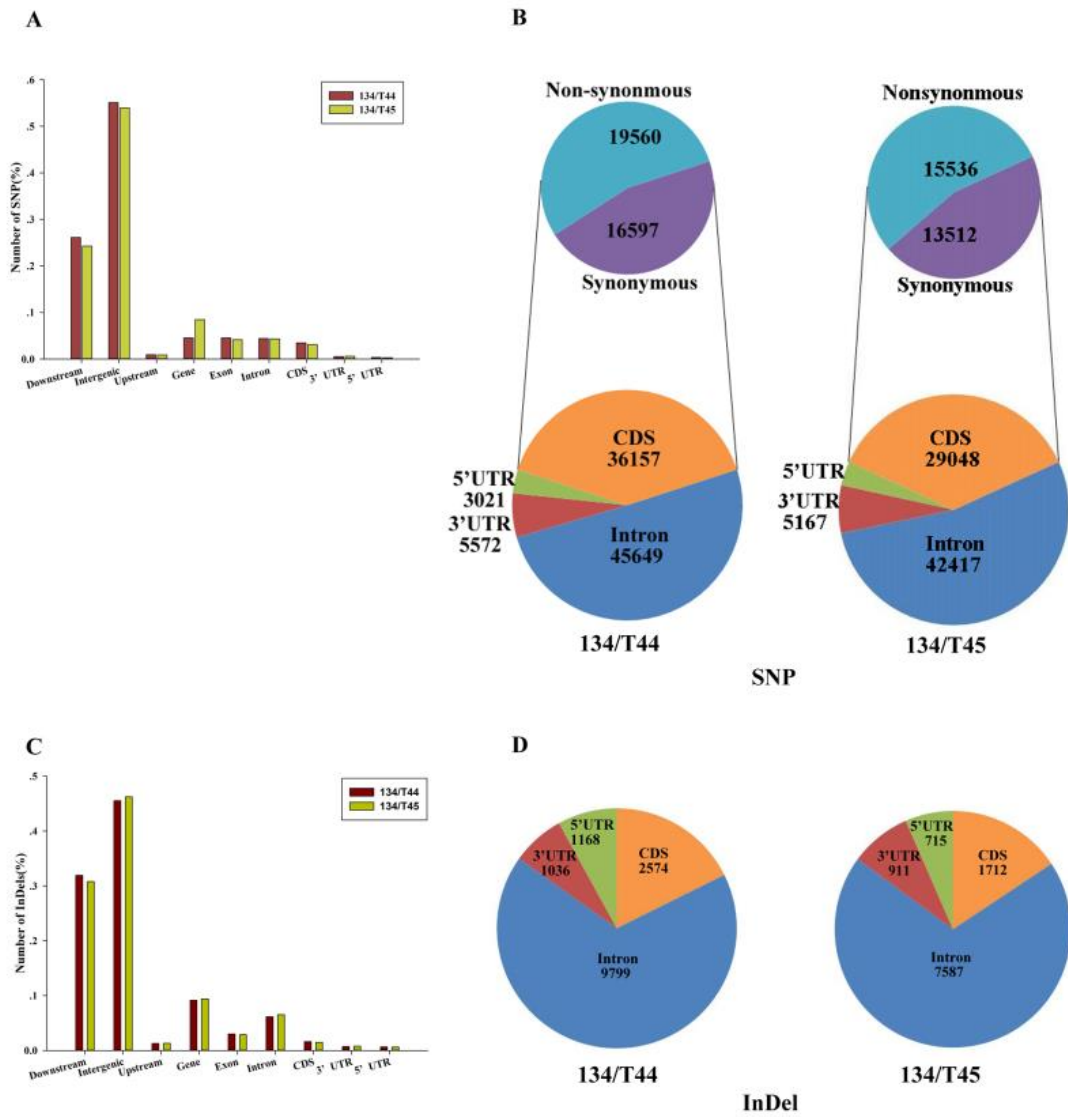 A
.6
.5
.4
.3
.2
.1
0.0
Number of SNP(%)
134/T44
134/T45
Downstream
Intergenic
Upstream
Gene
Exon
Intron
CDS
3' UTR
5' UTR
B
Non-synonmous
19560
16597
Synonymous
CDS
36157
5'UTR
3021
3'UTR
5572
Intron
45649
134/T44
Nonsynonmous
15536
13512
Synonymous
CDS
29048
5'UTR
3'UTR
5167
Intron
42417
134/T45
SNP
C
.5
.4
.3
.2
.1
0.0
Number of InDels(%)
134/T44
134/T45
Downstream
Intergenic
Upstream
Gene
Exon
Intron
CDS
3' UTR
5' UTR
D
5'UTR
1168
3'UTR
1036
CDS
2574
Intron
9799
134/T44
5'UTR
715
3'UTR
911
CDS
1712
Intron
7587
134/T45
InDel